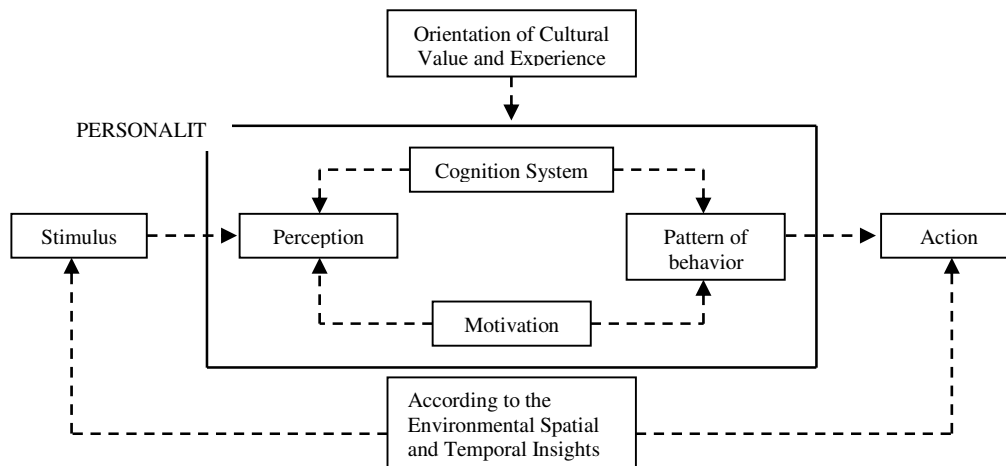 Orientation of Cultural
Value and Experience
PERSONALIT
Cognition System
Stimulus
Perception
Pattern of
behavior
Action
Motivation
According to the
Environmental Spatial
and Temporal Insights